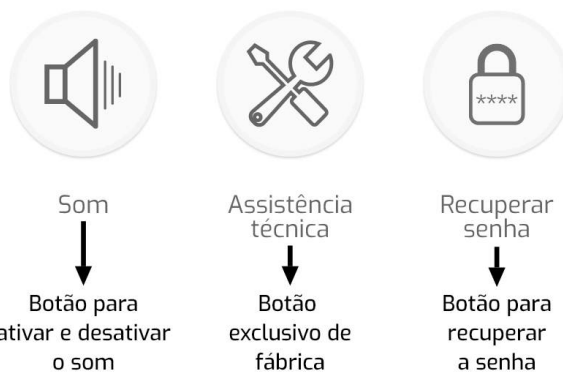 ****
Som
Assistência
técnica
Recuperar
senha
Botão para
ativar e desativar
o som
Botão
exclusivo de
fábrica
Botão para
recuperar
a senha